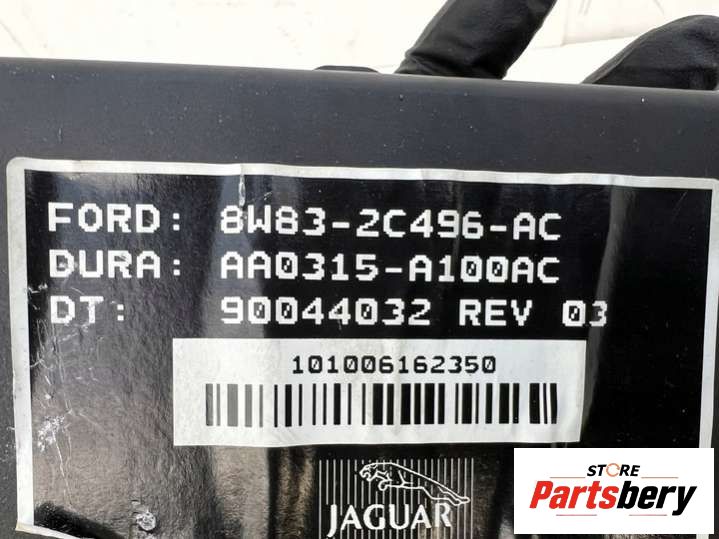 FORD: 8W83-2C496-AC
DURA: AA0315-A100AC
DT: 90044032 REV 03
101006162350
JAGUAR
STORE
Partsbery